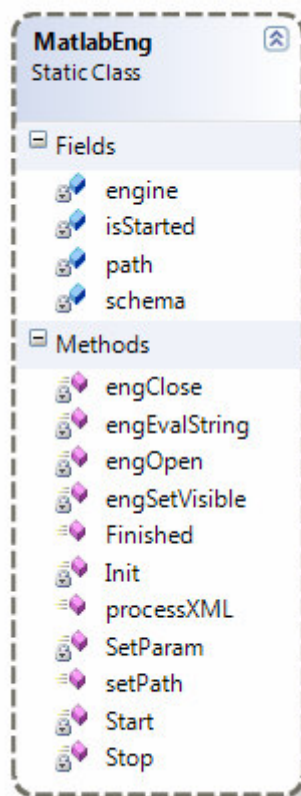 MatlabEng
Static Class
Fields
engine
isStarted
path
schema
Methods
engClose
engEvalString
engOpen
engSetVisible
Finished
Init
processXML
SetParam
setPath
Start
Stop